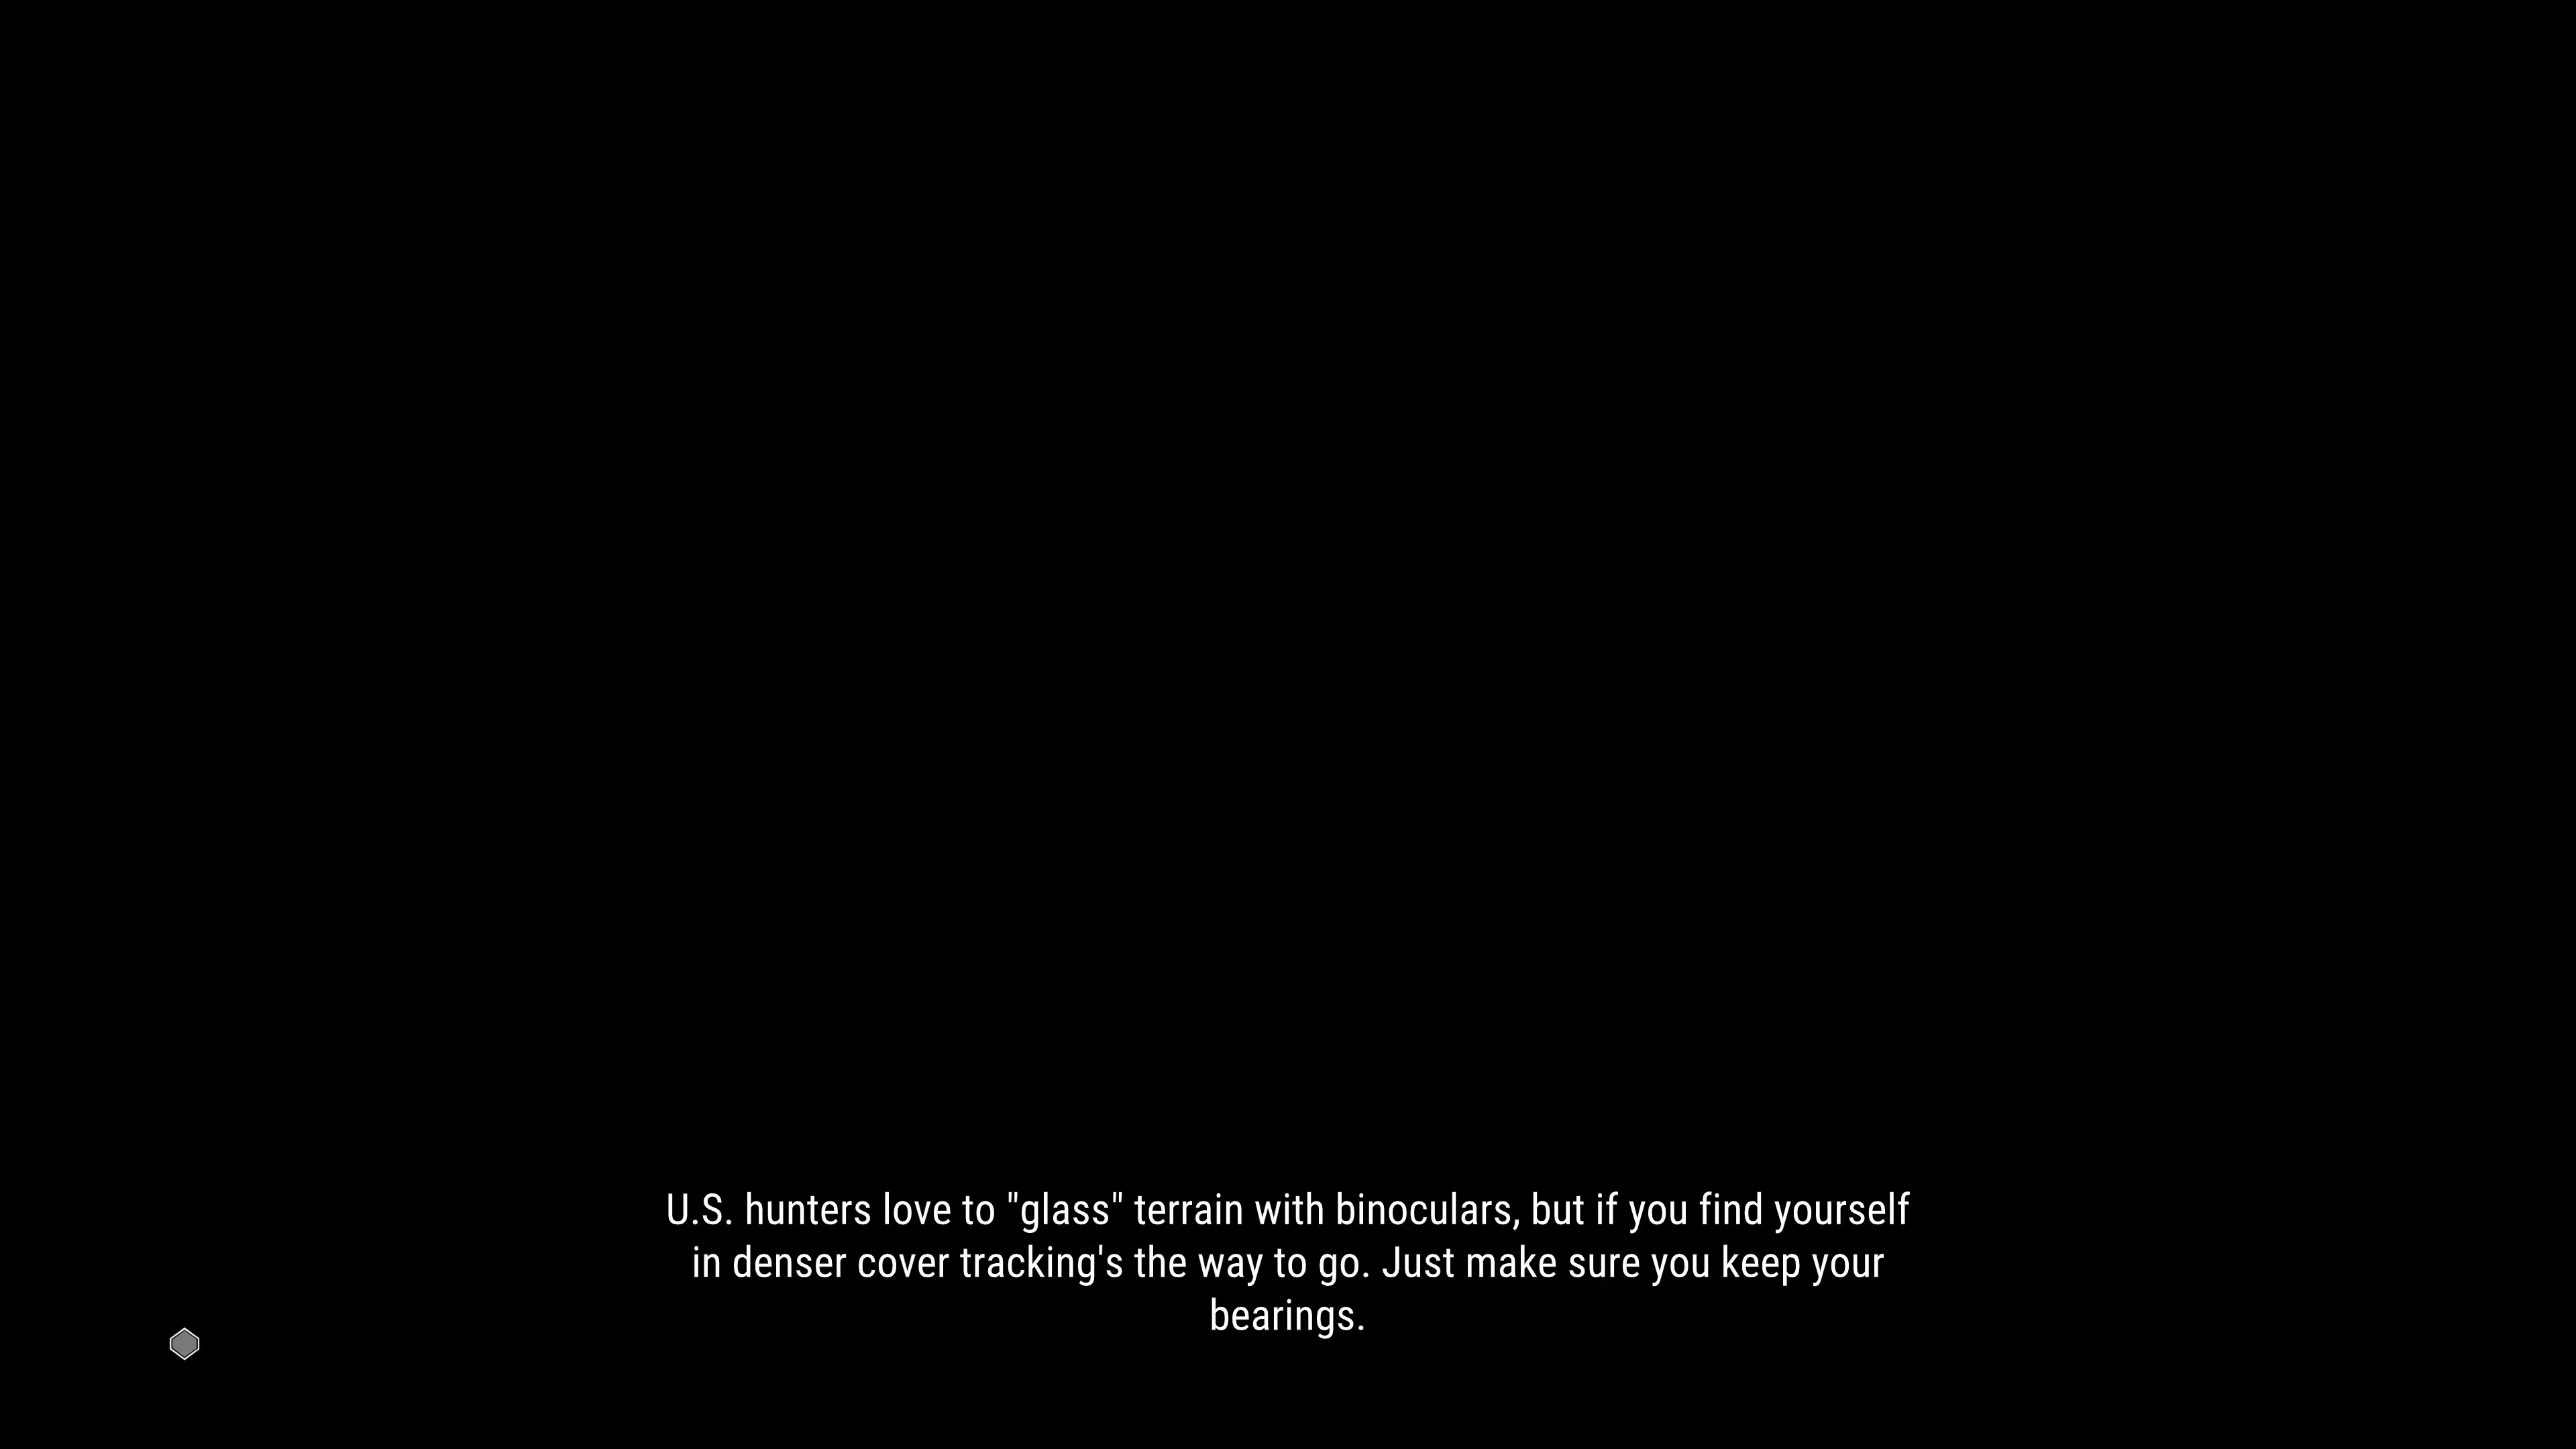 U.S. hunters love to "glass" terrain with binoculars, but if you find yourself
in denser cover tracking's the way to go. Just make sure you keep your
bearings.